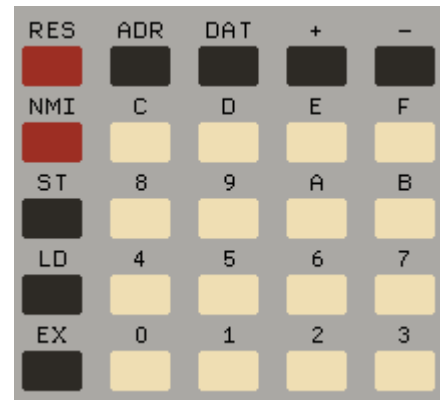 RES ADR DAT + -
NMI C D E F
ST 8 9 A B
LD 4 5 6 7
EX 0 1 2 3